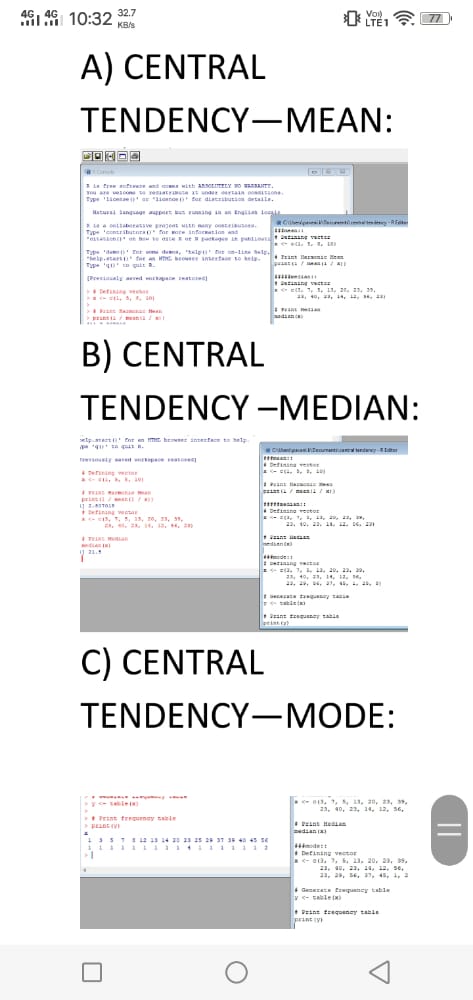 4G 4G 10:32 32.7 KB/s Vo) LTE1 77
A) CENTRAL
TENDENCY—MEAN:
R Console
R is free software and comes with ABSOLUTELY NO WARRANTY.
You are welcome to redistribute it under certain conditions.
Type 'license()' or 'licence()' for distribution details.
Natural language support but running in an English
R is a collaborative project with many contributors.
Type 'contributors()' for more information and
'citation()' on how to cite R or R packages in
Type 'demo()' for some demos, 'help()' for on-line help,
'help.start()' for an HTML browser interface to help.
Type 'q()' to quit R.
[Previously saved workspace restored]
> # Defining vector
> x <- c(1, 5, 8, 10)
>
> # Print Harmonic Mean
> print(1 / mean(1 / x))
central tendency - R Editor
###mean::
# Defining vector
x <- c(1, 5, 8, 10)
# Print Harmonic Mean
print(1 / mean(1 / x))
# Defining vector
x <- c(3, 7, 5, 13, 20, 23, 39,
23, 40, 23, 14, 12, 56, 23)
# Print Median
median(x)
B) CENTRAL
TENDENCY –MEDIAN:
help.start()' for an HTML browser interface to help.
'q()' to quit R.
Previously saved workspace restored]
# Defining vector
x <- c(1, 5, 8, 10)
# Print Harmonic Mean
print(1 / mean(1 / x))
2.807018
# Defining vector
x <- c(3, 7, 5, 13, 20, 23, 39,
23, 40, 23, 14, 12, 56, 23)
# Print Median
median(x)
21.5
central tendency - R Editor
###mean::
# Defining vector
x <- c(1, 5, 8, 10)
# Print Harmonic Mean
print(1 / mean(1 / x))
# Defining vector
x <- c(3, 7, 5, 13, 20, 23, 39,
23, 40, 23, 14, 12, 56, 23)
# Print Median
median(x)
###mode::
# Defining vector
x <- c(3, 7, 5, 13, 20, 23, 39,
23, 40, 23, 14, 12, 56,
23, 29, 56, 37, 45, 1, 25, 8)
# Generate frequency table
y <- table(x)
# Print frequency table
print(y)
C) CENTRAL
TENDENCY—MODE:
> y <- table(x)
>
> # Print frequency table
> print(y)
x
1 3 5 7 8 12 13 14 20 23 25 29 37 39 40 45 56
1 1 1 1 1 1 1 1 1 4 1 1 1 1 1 1 2
>
x <- c(3, 7, 5, 13, 20, 23, 39,
23, 40, 23, 14, 12, 56,
# Print Median
median(x)
###mode::
# Defining vector
x <- c(3, 7, 5, 13, 20, 23, 39,
23, 40, 23, 14, 12, 56,
23, 29, 56, 37, 45, 1, 2
# Generate frequency table
y <- table(x)
# Print frequency table
print(y)